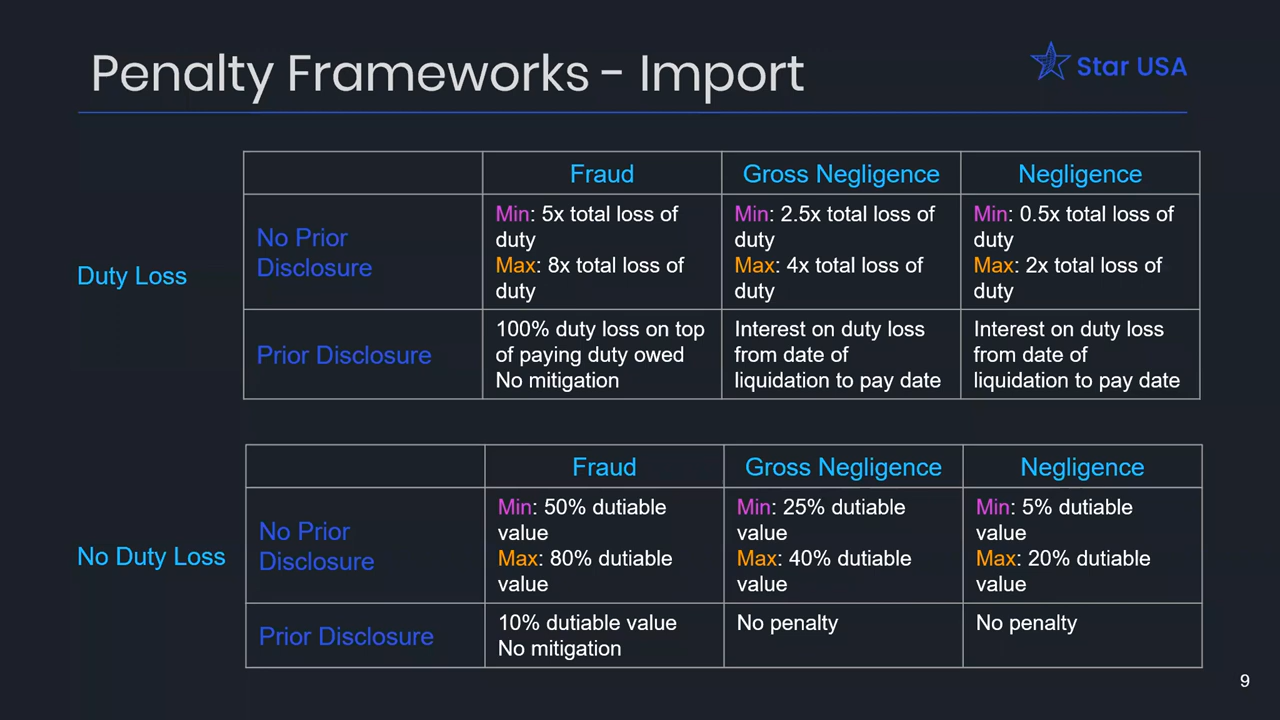 Penalty Frameworks - Import
Star USA
Fraud
Gross Negligence
Negligence
Duty Loss
No Prior
Disclosure
Min: 5x total loss of
duty
Max: 8x total loss of
duty
Min: 2.5x total loss of
duty
Max: 4x total loss of
duty
Min: 0.5x total loss of
duty
Max: 2x total loss of
duty
Prior Disclosure
100% duty loss on top
of paying duty owed
No mitigation
Interest on duty loss
from date of
liquidation to pay date
Interest on duty loss
from date of
liquidation to pay date
Fraud
Gross Negligence
Negligence
No Duty Loss
No Prior
Disclosure
Min: 50% dutiable
value
Max: 80% dutiable
value
Min: 25% dutiable
value
Max: 40% dutiable
value
Min: 5% dutiable
value
Max: 20% dutiable
value
Prior Disclosure
10% dutiable value
No mitigation
No penalty
No penalty
9